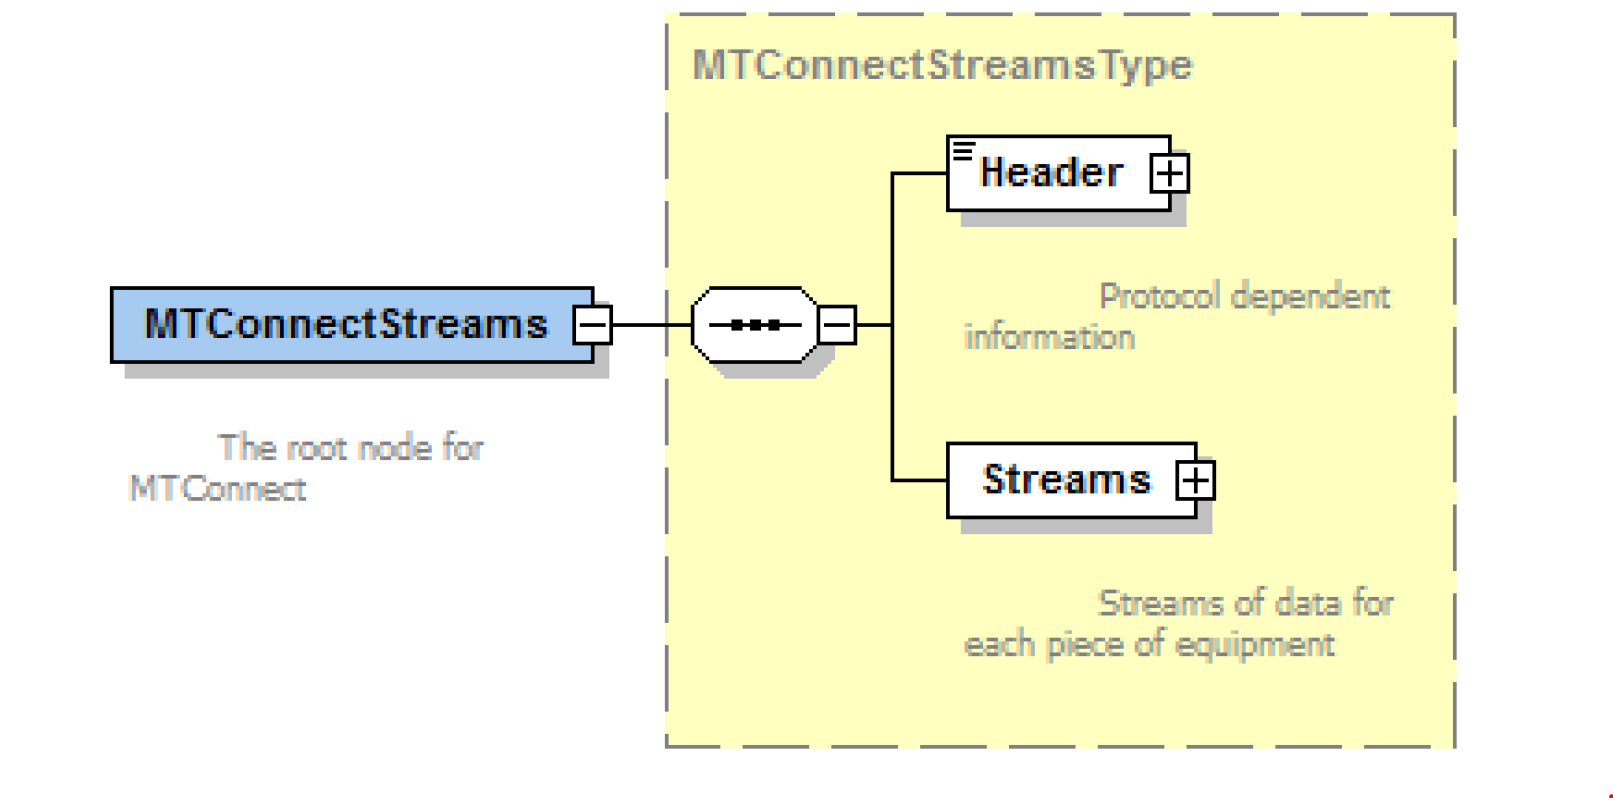 MTConnectStreamsType
Header
Protocol dependent
information
MTConnectStreams
The root node for
MTConnect
Streams
Streams of data for
each piece of equipment